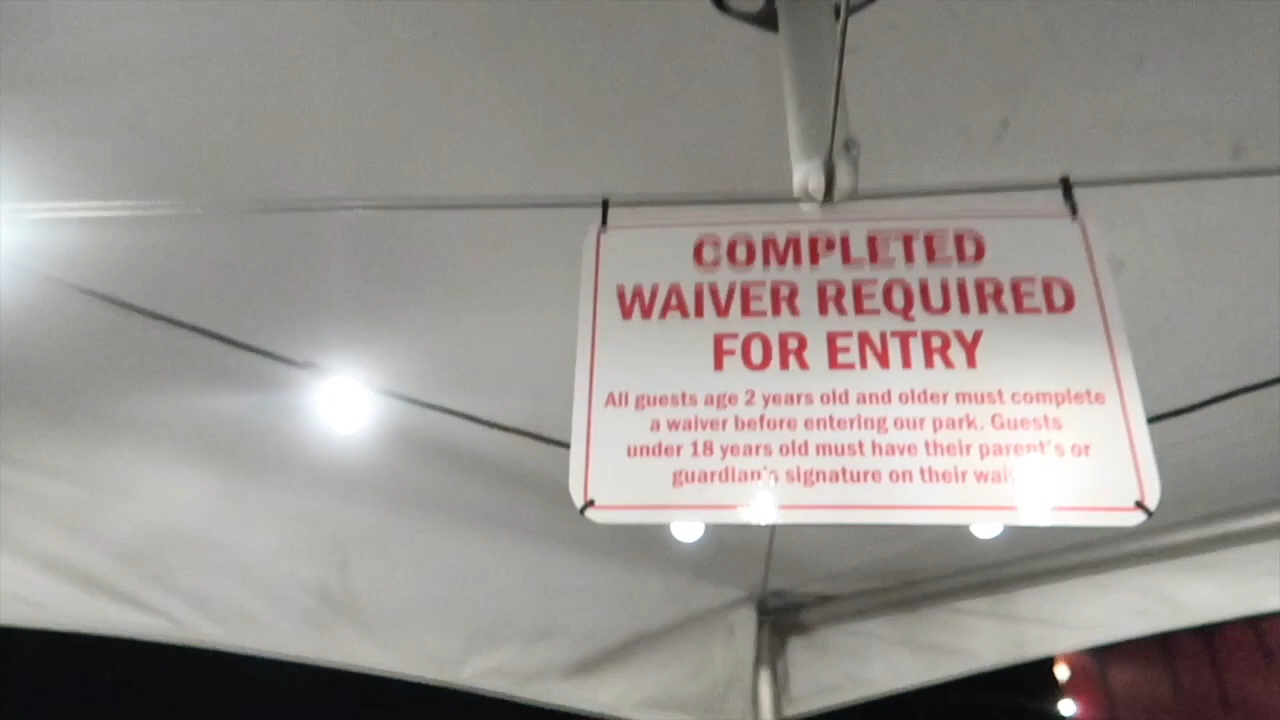 COMPLETED
WAIVER REQUIRED
FOR ENTRY
All guests age 2 years old and older must complete
a waiver before entering our park. Guests
under 18 years old must have their parent's or
guardian's signature on their